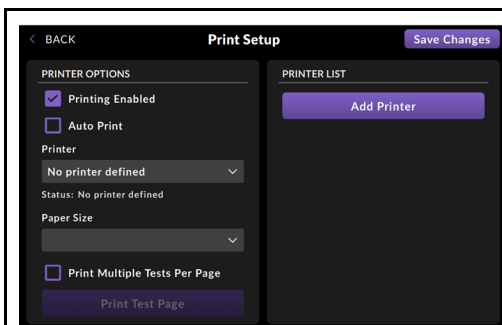 BACK
Print Setup
Save Changes
PRINTER OPTIONS
Printing Enabled
Auto Print
Printer
No printer defined
Status: No printer defined
Paper Size
Print Multiple Tests Per Page
Print Test Page
PRINTER LIST
Add Printer